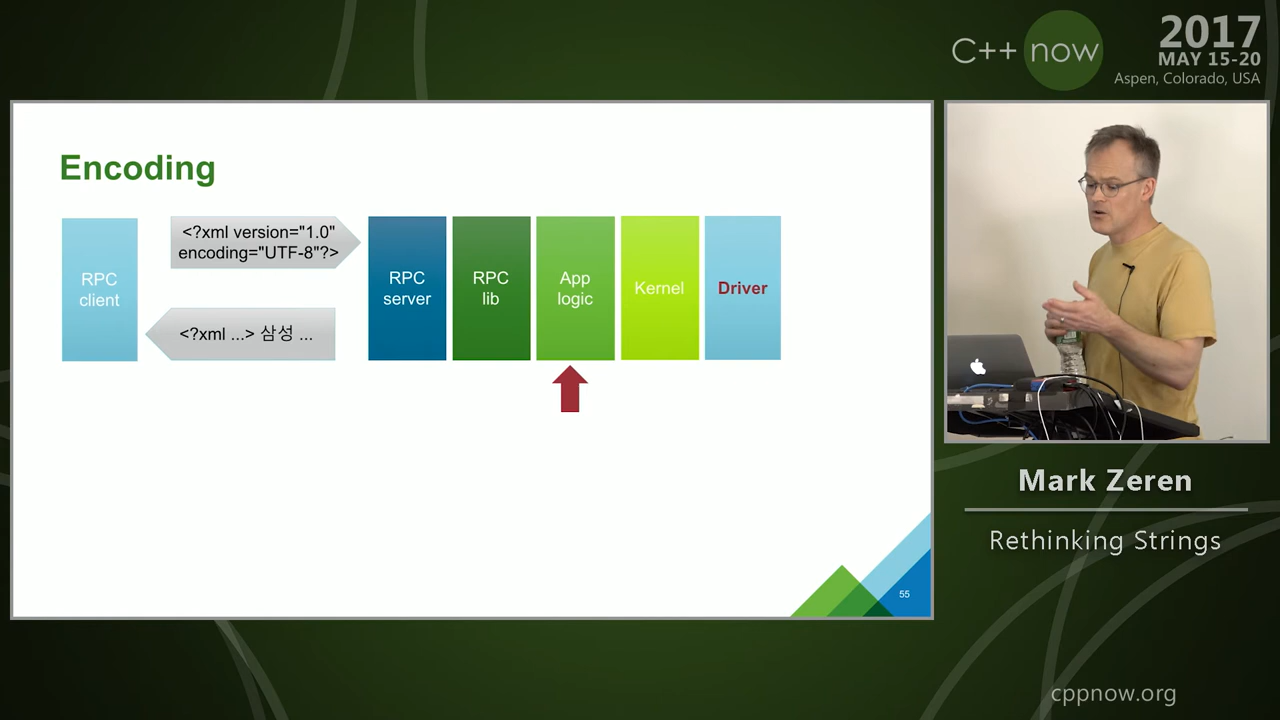 C++ now
2017
MAY 15-20
Aspen, Colorado, USA
Encoding
RPC
client
<?xml version="1.0"
encoding="UTF-8"?>
<?xml ...> 삼성 ...
RPC
server
RPC
lib
App
logic
Kernel
Driver
55
Mark Zeren
Rethinking Strings
cppnow.org